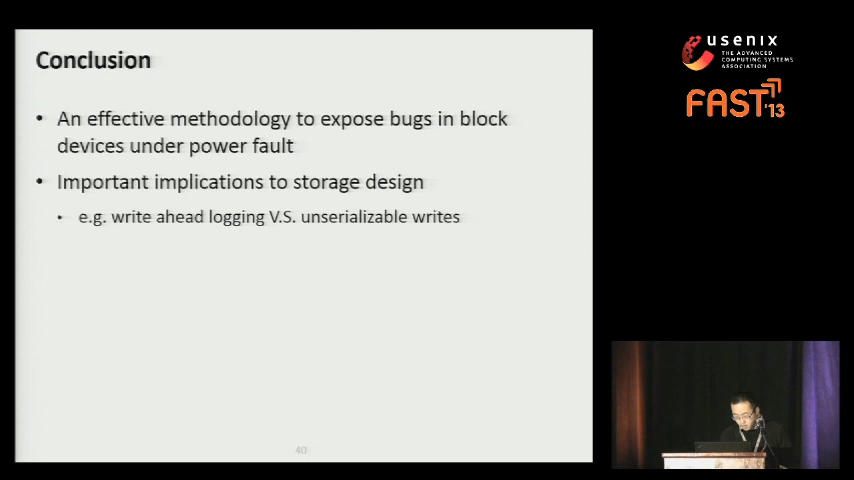 Conclusion
• An effective methodology to expose bugs in block
devices under power fault
• Important implications to storage design
• e.g. write ahead logging V.S. unserializable writes
40
usenix
THE ADVANCED
COMPUTING SYSTEMS
ASSOCIATION
FAST '13